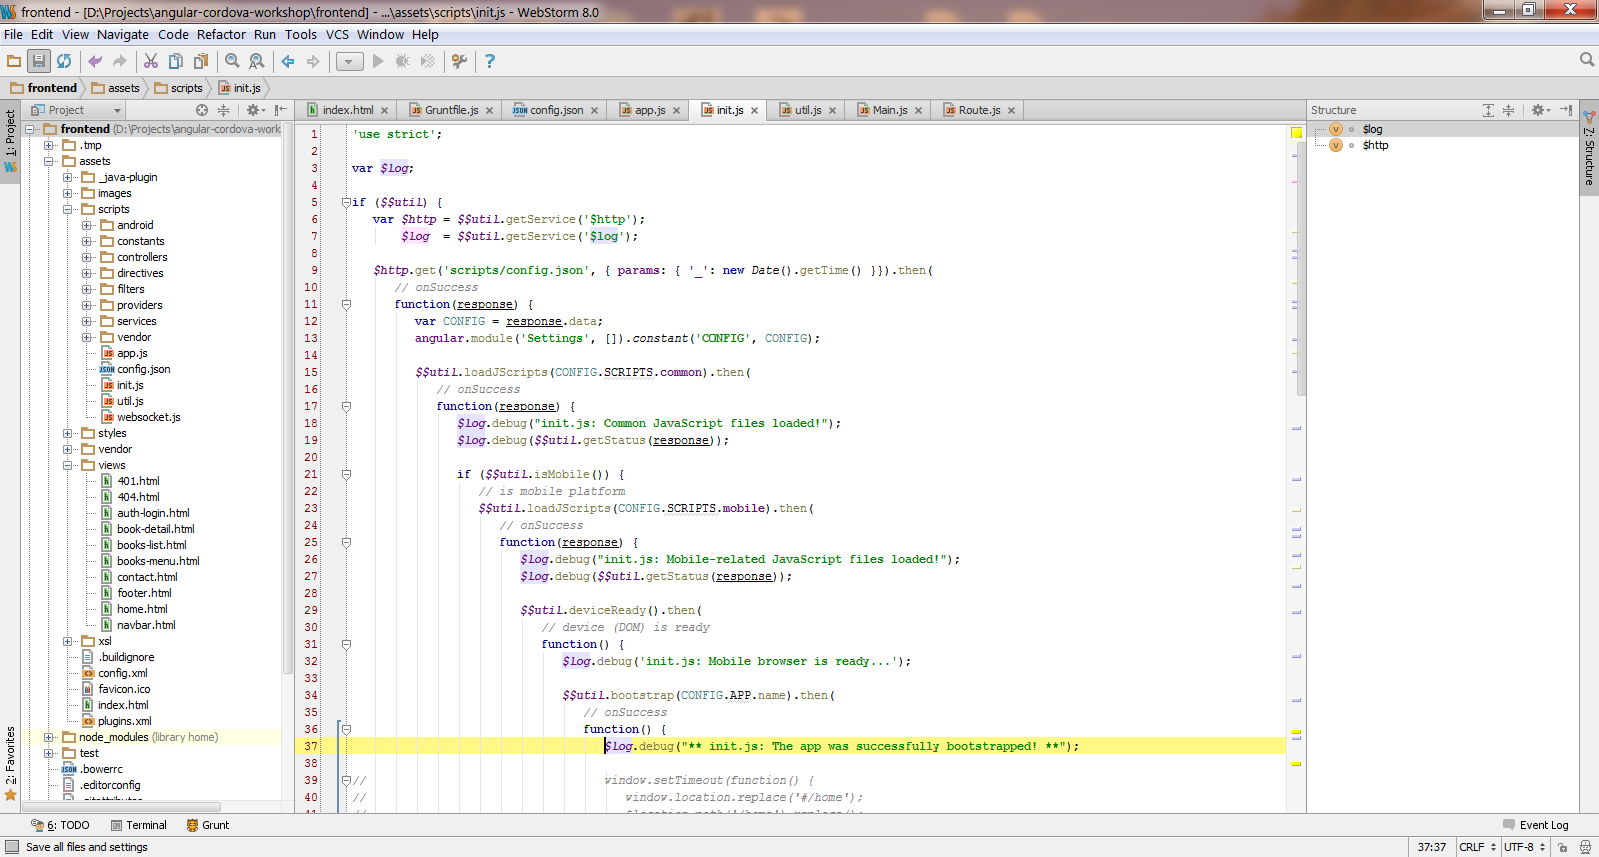 frontend - [D:\Projects\angular-cordova-workshop\frontend] - ...\assets\scripts\init.js - WebStorm 8.0
File Edit View Navigate Code Refactor Run Tools VCS Window Help
frontend assets scripts init.js
1: Project
2: Favorites
Project
frontend (D:\Projects\angular-cordova-work
.tmp
assets
_java-plugin
images
scripts
android
constants
controllers
directives
filters
providers
services
vendor
app.js
config.json
init.js
util.js
websocket.js
styles
vendor
views
401.html
404.html
auth-login.html
book-detail.html
books-list.html
books-menu.html
contact.html
footer.html
home.html
navbar.html
xsl
.buildignore
config.xml
favicon.ico
index.html
plugins.xml
node_modules (library home)
test
.bowerrc
.editorconfig
index.html Gruntfile.js config.json app.js init.js util.js Main.js Route.js
1 'use strict';
2
3 var $log;
4
5 if ($$util) {
6 var $http = $$util.getService('$http');
7 $log = $$util.getService('$log');
8
9 $http.get('scripts/config.json', { params: { '_': new Date().getTime() }}).then(
10 // onSuccess
11 function(response) {
12 var CONFIG = response.data;
13 angular.module('Settings', []).constant('CONFIG', CONFIG);
14
15 $$util.loadJScripts(CONFIG.SCRIPTS.common).then(
16 // onSuccess
17 function(response) {
18 $log.debug("init.js: Common JavaScript files loaded!");
19 $log.debug($$util.getStatus(response));
20
21 if ($$util.isMobile()) {
22 // is mobile platform
23 $$util.loadJScripts(CONFIG.SCRIPTS.mobile).then(
24 // onSuccess
25 function(response) {
26 $log.debug("init.js: Mobile-related JavaScript files loaded!");
27 $log.debug($$util.getStatus(response));
28
29 $$util.deviceReady().then(
30 // device (DOM) is ready
31 function() {
32 $log.debug('init.js: Mobile browser is ready...');
33
34 $$util.bootstrap(CONFIG.APP.name).then(
35 // onSuccess
36 function() {
37 $log.debug("** init.js: The app was successfully bootstrapped! **");
38
39 // window.setTimeout(function() {
40 // window.location.replace('#/home');
Structure
$log
$http
7: Structure
6: TODO Terminal Grunt Event Log
Save all files and settings 37:37 CRLF UTF-8